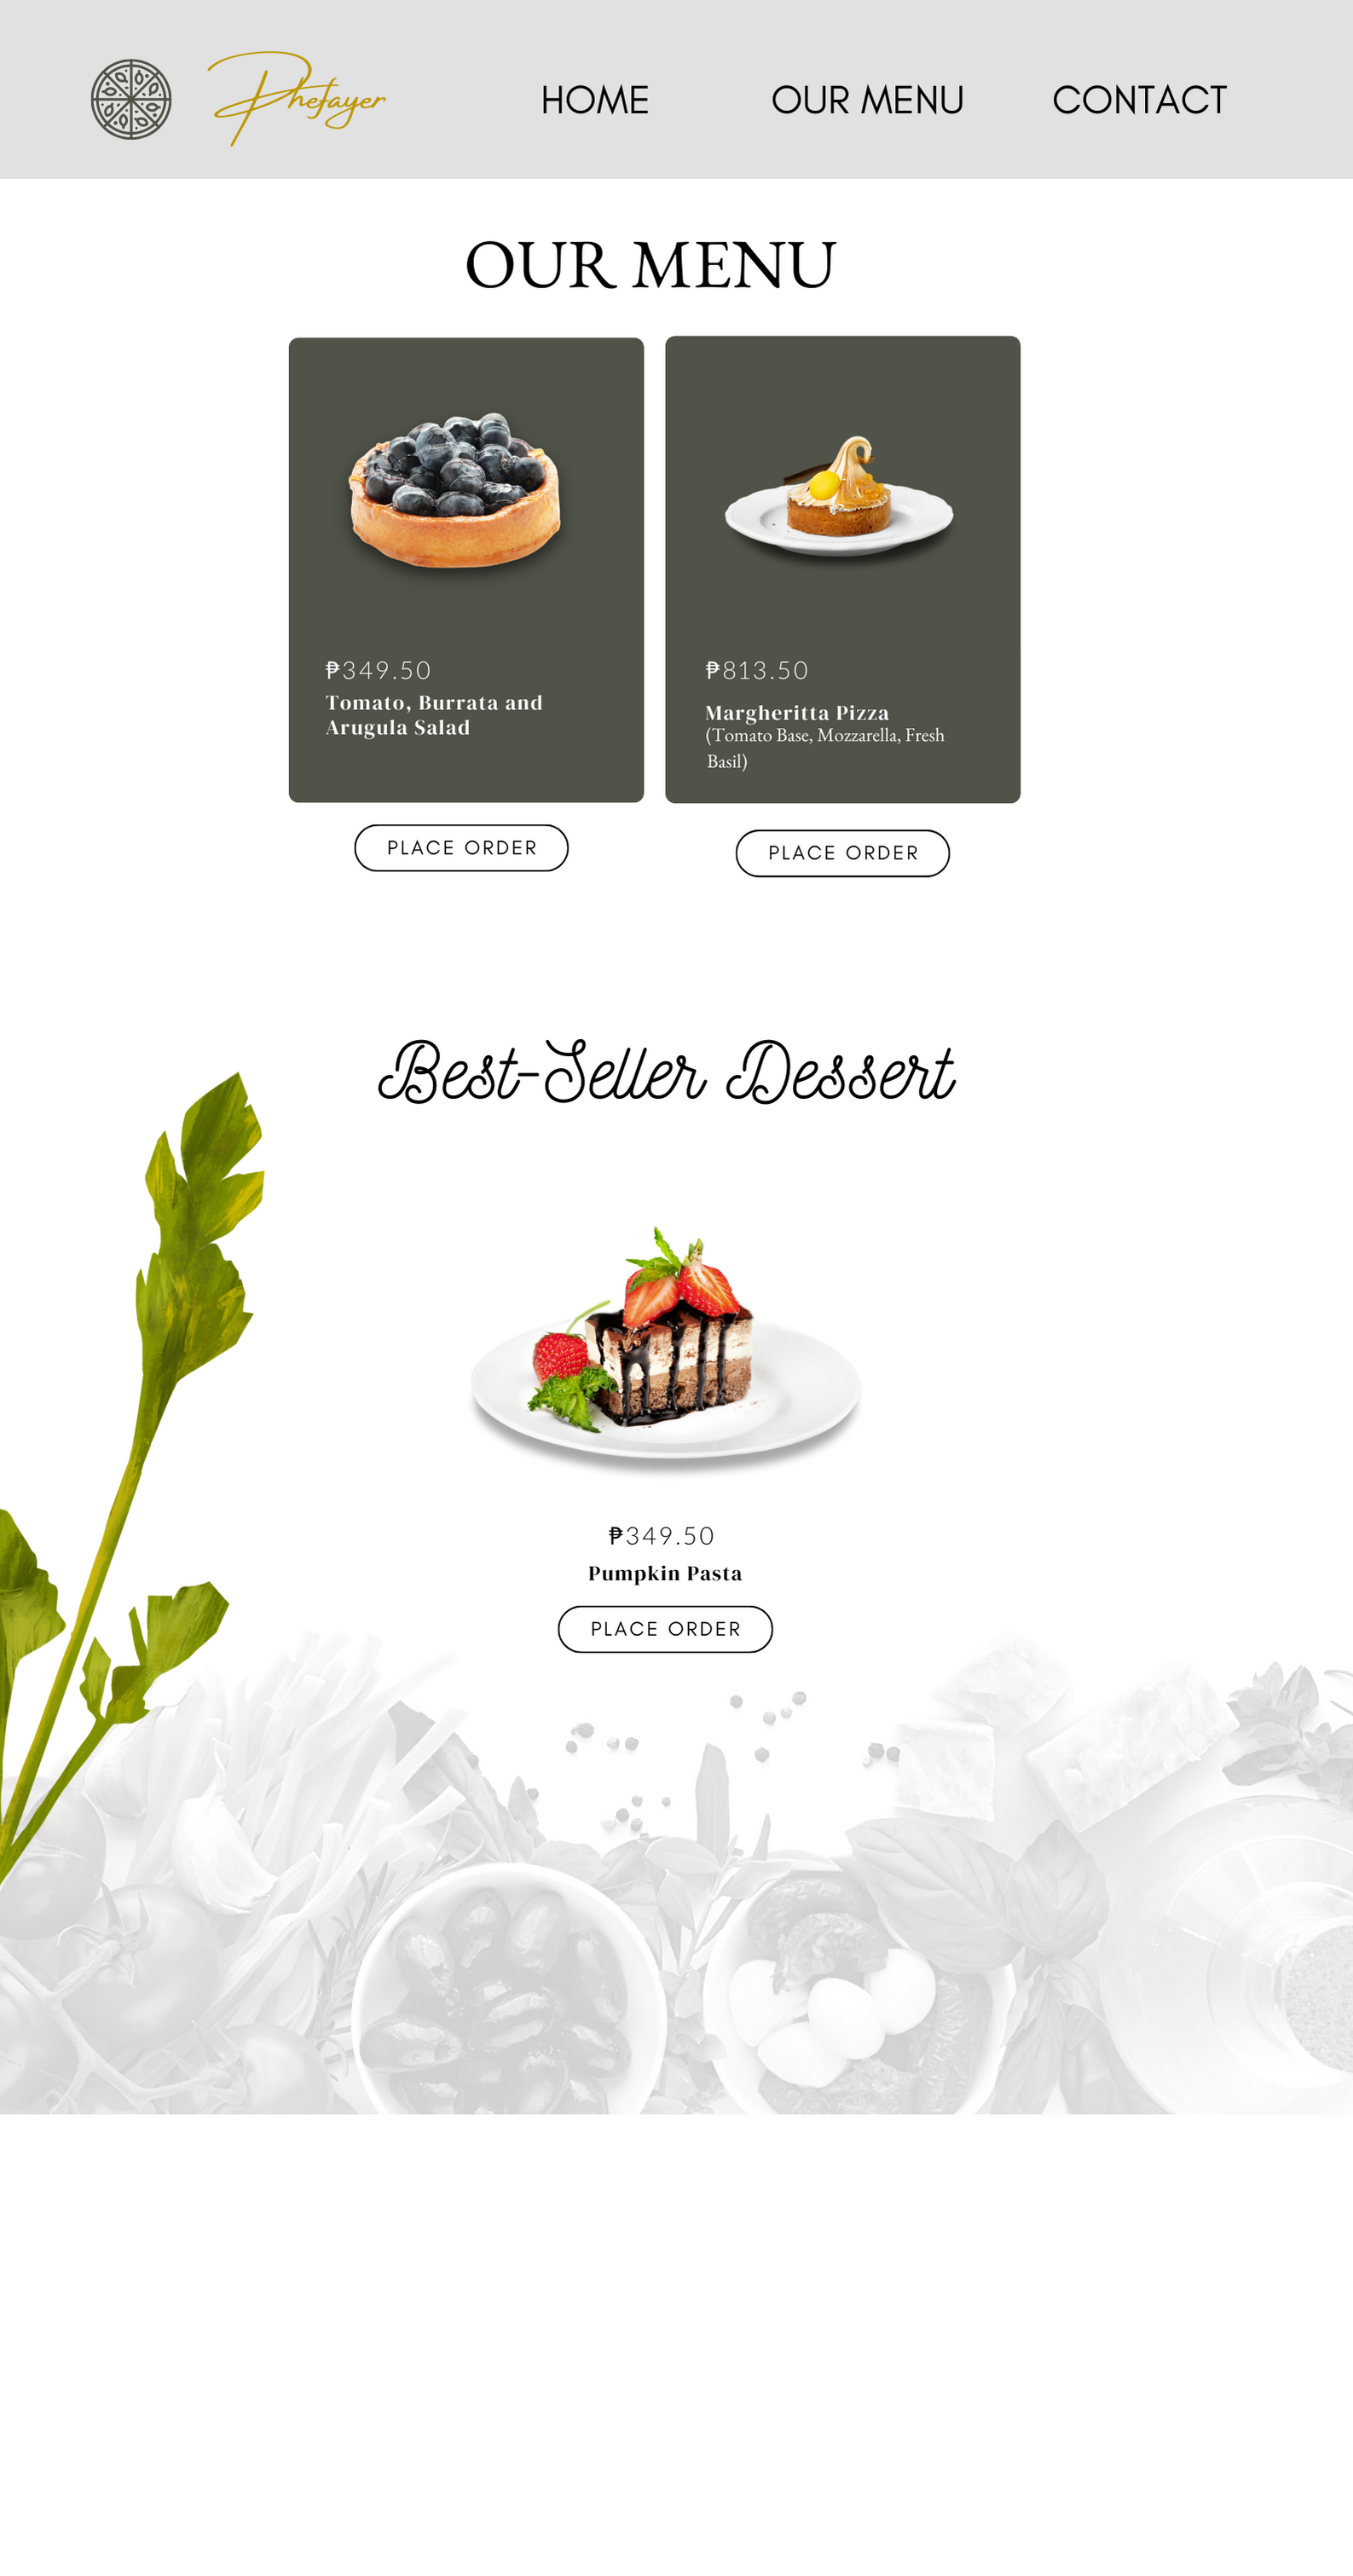 Phefayer
HOME
OUR MENU
CONTACT
OUR MENU
₱349.50
Tomato, Burrata and
Arugula Salad
PLACE ORDER
₱813.50
Margheritta Pizza
(Tomato Base, Mozzarella, Fresh
Basil)
PLACE ORDER
Best-Seller Dessert
₱349.50
Pumpkin Pasta
PLACE ORDER